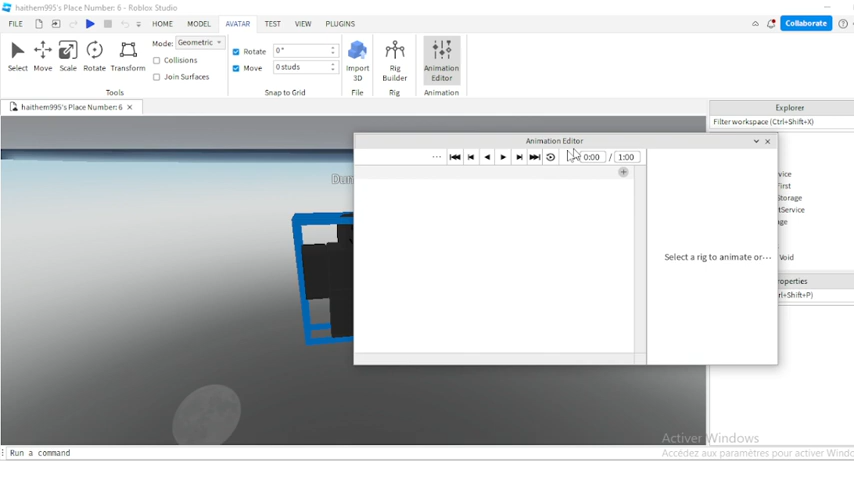 haithem995's Place Number: 6 - Roblox Studio
FILE HOME MODEL AVATAR TEST VIEW PLUGINS Collaborate
Mode: Geometric
Collisions
Join Surfaces
Select Move Scale Rotate Transform
Tools
Rotate 0°
Move 0 studs
Snap to Grid
Import 3D
File
Rig Builder
Rig
Animation Editor
Animation
haithem995's Place Number: 6
Explorer
Filter workspace (Ctrl+Shift+X)
Animation Editor
0:00 / 1:00
Select a rig to animate or...
Void
Activer Windows
Accédez aux paramètres pour activer Windo
Run a command